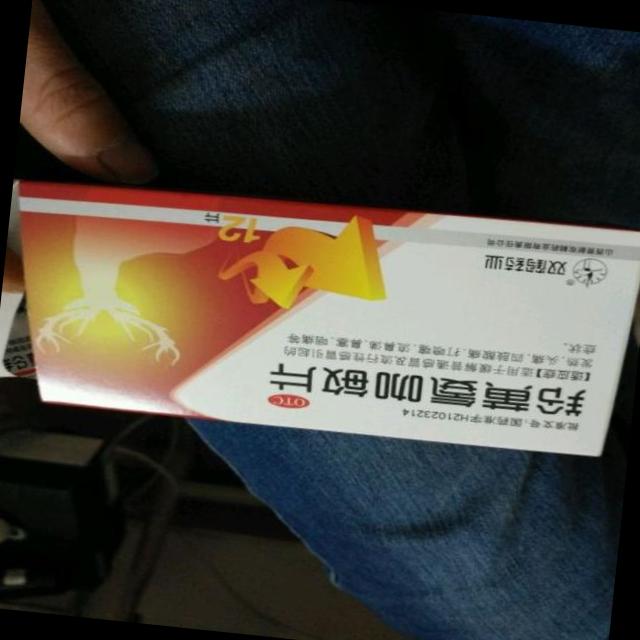 批准文号：国药准字H21023214
OTC
羚黄氨咖敏片
【适应症】适用于缓解普通感冒及流行性感冒引起的
发热、头痛、四肢酸痛、打喷嚏、流鼻涕、鼻塞、咽痛等
症状。
双鹤药业
12片